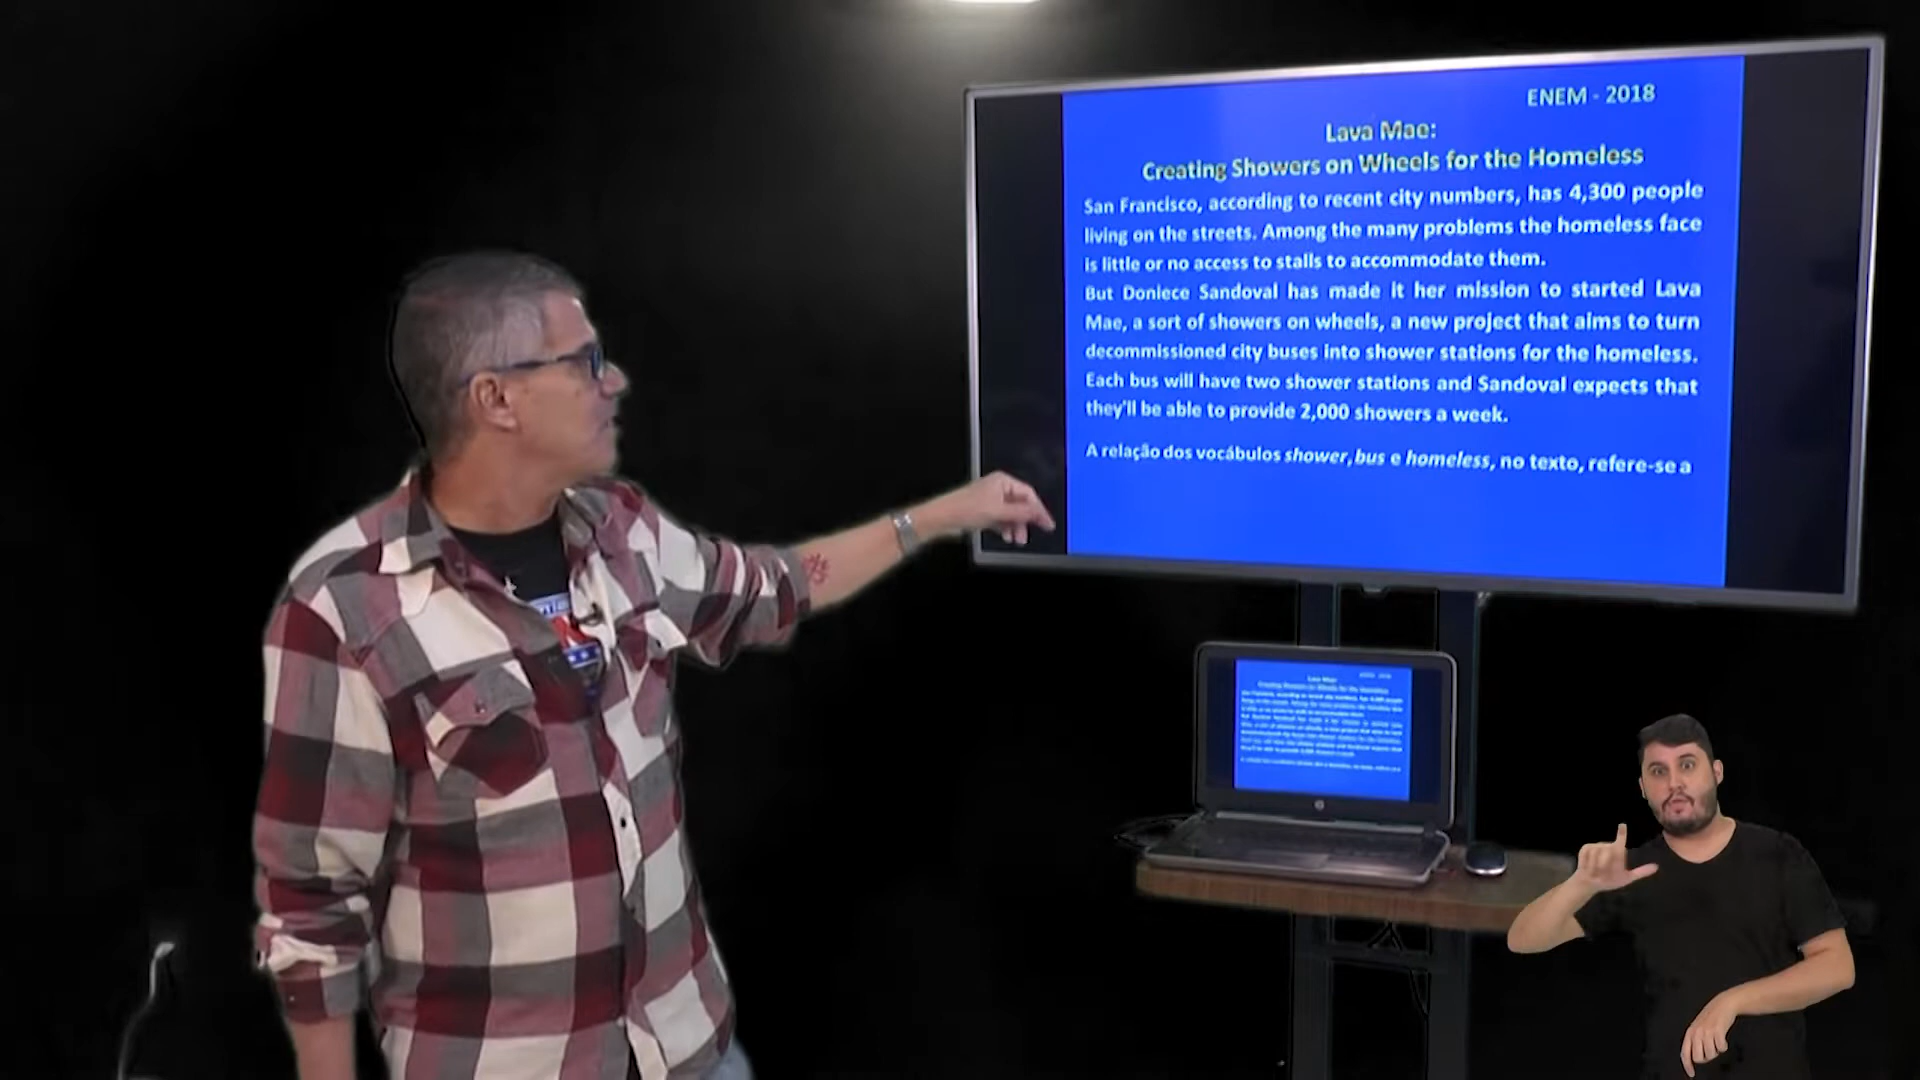 ENEM - 2018
Lava Mae:
Creating Showers on Wheels for the Homeless
San Francisco, according to recent city numbers, has 4,300 people
living on the streets. Among the many problems the homeless face
is little or no access to stalls to accommodate them.
But Doniece Sandoval has made it her mission to started Lava
Mae, a sort of showers on wheels, a new project that aims to turn
decommissioned city buses into shower stations for the homeless.
Each bus will have two shower stations and Sandoval expects that
they'll be able to provide 2,000 showers a week.
A relação dos vocábulos shower, bus e homeless, no texto, refere-se a